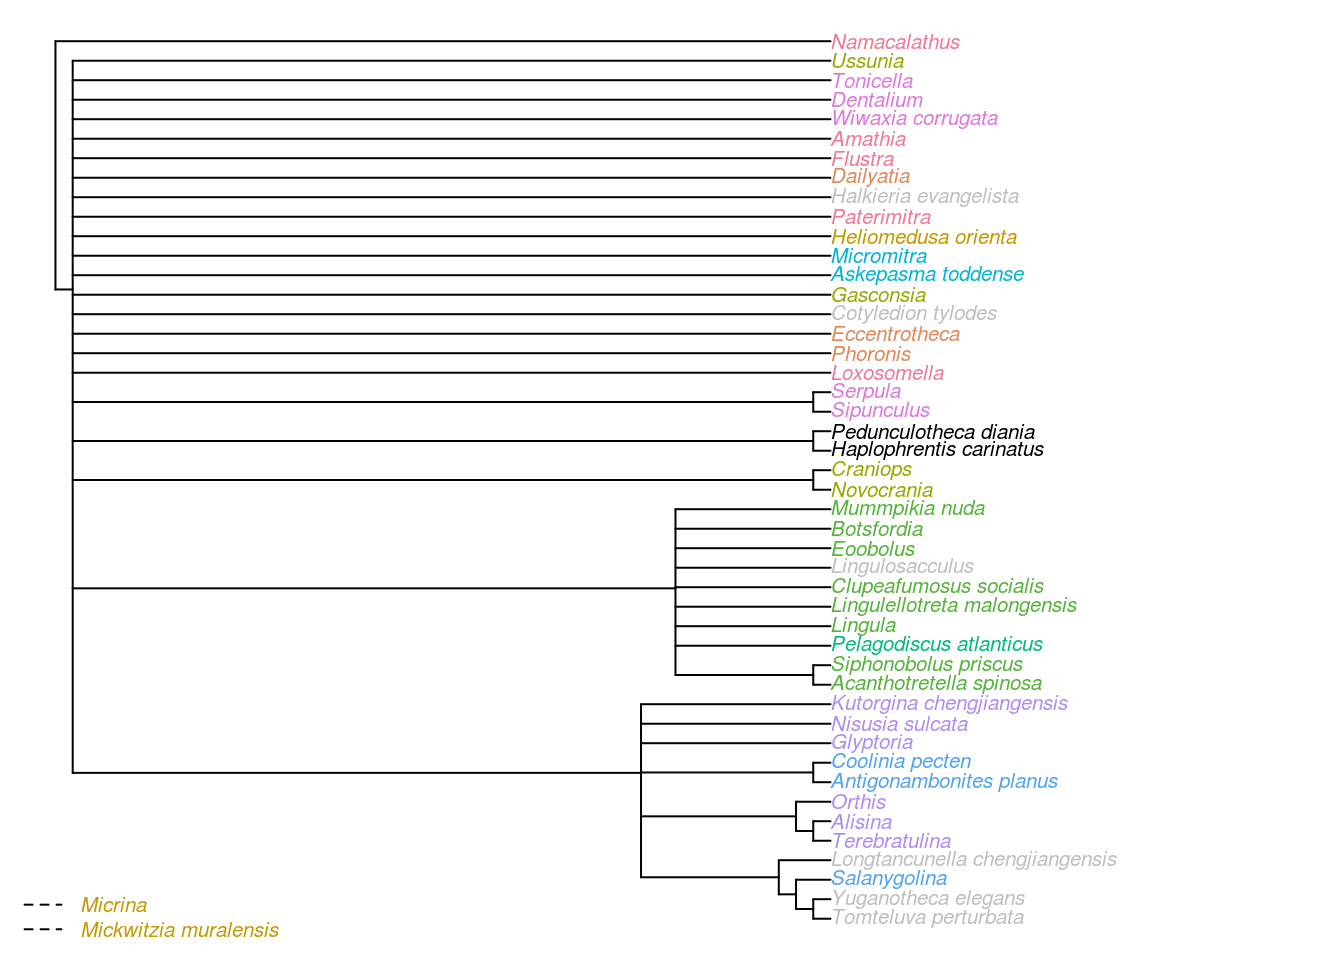 Namacalathus
Ussunia
Tonicella
Dentalium
Wiwaxia corrugata
Amathia
Flustra
Dailyatia
Halkieria evangelista
Paterimitra
Heliomedusa orienta
Micromitra
Askepasma toddense
Gasconsia
Cotyledion tylodes
Eccentrotheca
Phoronis
Loxosomella
Serpula
Sipunculus
Pedunculotheca diania
Haplophrentis carinatus
Craniops
Novocrania
Mummpikia nuda
Botsfordia
Eoobolus
Lingulosacculus
Clupeafumosus socialis
Lingulellotreta malongensis
Lingula
Pelagodiscus atlanticus
Siphonobolus priscus
Acanthotretella spinosa
Kutorgina chengjiangensis
Nisusia sulcata
Glyptoria
Coolinia pecten
Antigonambonites planus
Orthis
Alisina
Terebratulina
Longtancunella chengjiangensis
Salanygolina
Yuganotheca elegans
Tomteluva perturbata
Micrina
Mickwitzia muralensis